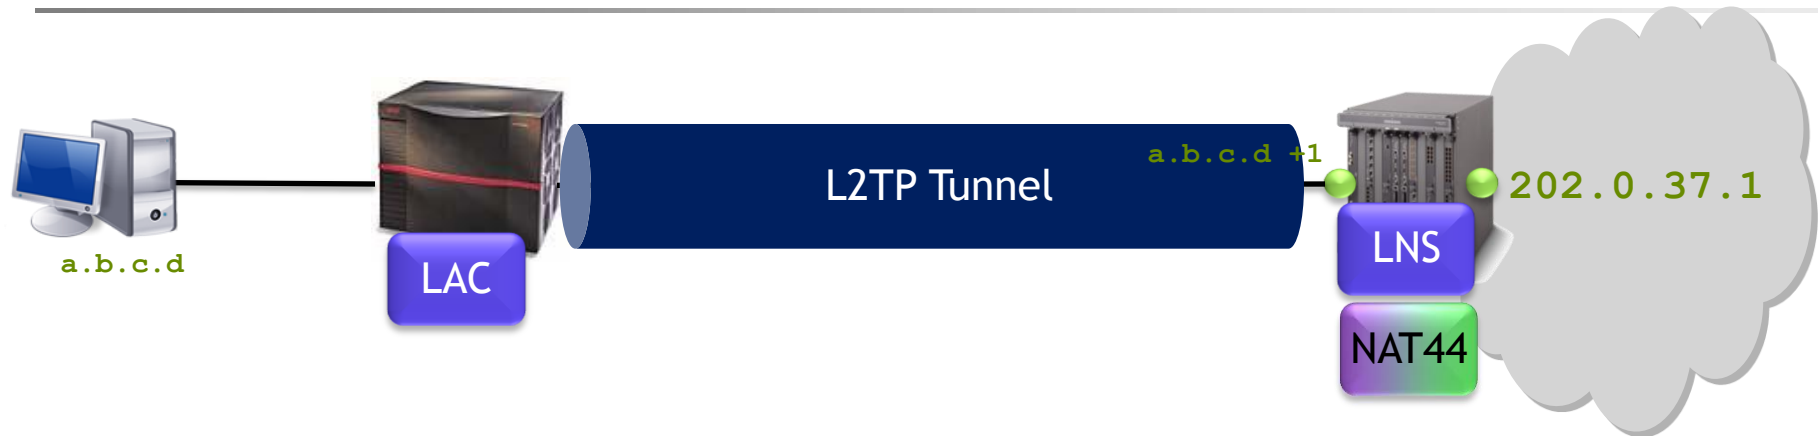 a.b.c.d
LAC
L2TP Tunnel
a.b.c.d +1
202.0.37.1
LNS
NAT44